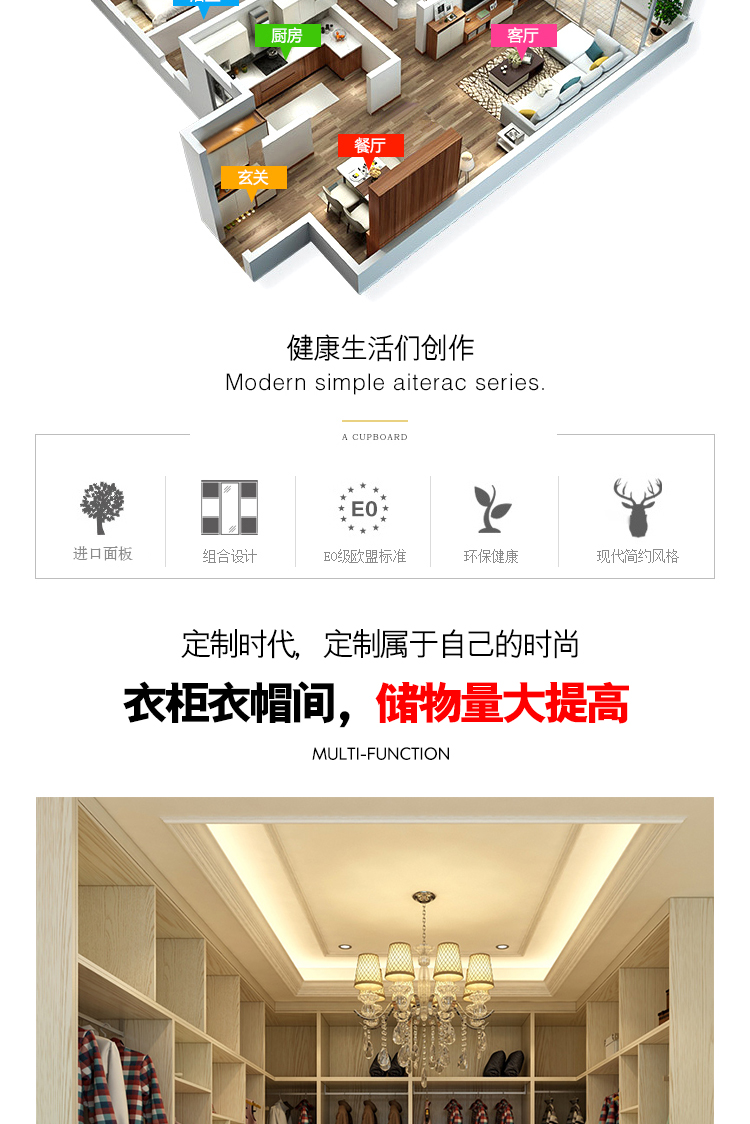 厨房
客厅
餐厅
玄关
健康生活们创作
Modern simple aiterac series.
A CUPBOARD
E0
进口面板
组合设计
E0级欧盟标准
环保健康
现代简约风格
定制时代，定制属于自己的时尚
衣柜衣帽间，储物量大提高
MULTI-FUNCTION